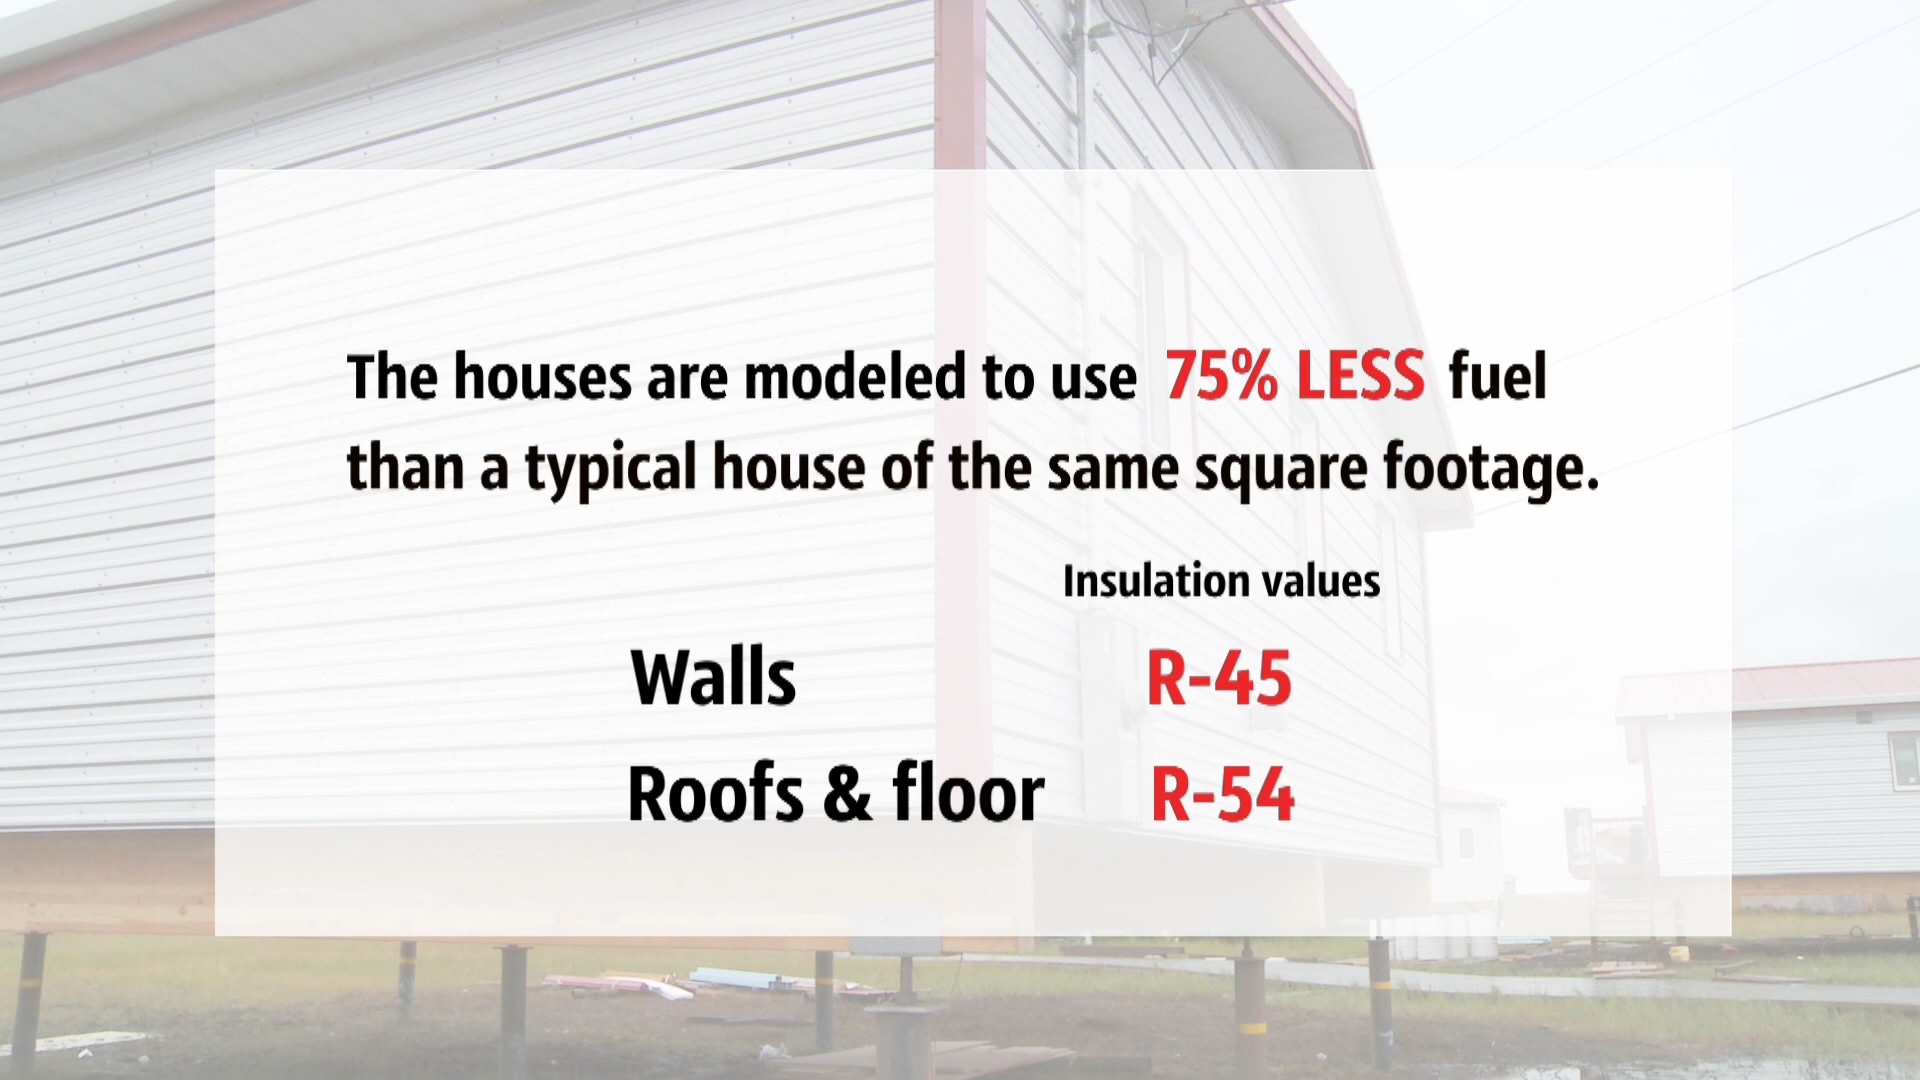 The houses are modeled to use 75% LESS fuel
than a typical house of the same square footage.
Insulation values
Walls R-45
Roofs & floor R-54